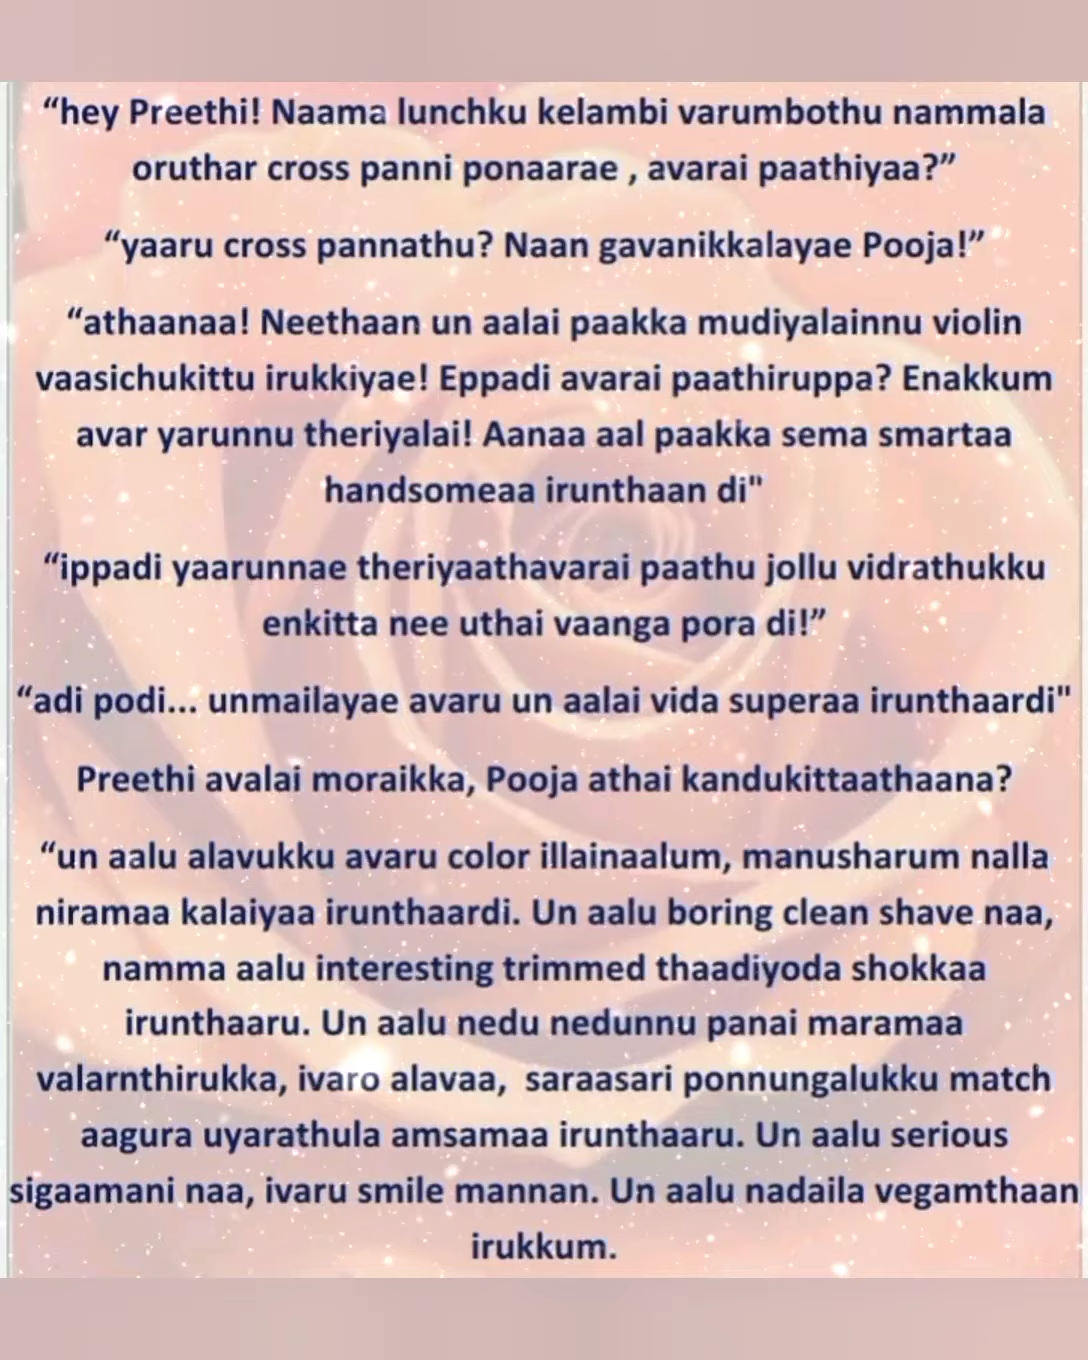 “hey Preethi! Naama lunchku kelambi varumbothu nammala
oruthar cross panni ponaarae , avarai paathiyaa?”
“yaaru cross pannathu? Naan gavanikkalayae Pooja!”
“athaanaa! Neethaan un aalai paakka mudiyalainnu violin
vaasichukittu irukkiyae! Eppadi avarai paathiruppa? Enakkum
avar yarunnu theriyalai! Aanaa aal paakka sema smartaa
handsomeaa irunthaan di"
“ippadi yaarunnae theriyaathavarai paathu jollu vidrathukku
enkitta nee uthai vaanga pora di!”
“adi podi... unmailayae avaru un aalai vida superaa irunthaardi"
Preethi avalai moraikka, Pooja athai kandukittaathaana?
“un aalu alavukku avaru color illainaalum, manusharum nalla
niramaa kalaiyaa irunthaardi. Un aalu boring clean shave naa,
namma aalu interesting trimmed thaadiyoda shokkaa
irunthaaru. Un aalu nedu nedunnu panai maramaa
valarnthirukka, ivaro alavaa,  saraasari ponnungalukku match
aagura uyarathula amsamaa irunthaaru. Un aalu serious
sigaamani naa, ivaru smile mannan. Un aalu nadaila vegamthaan
irukkum.